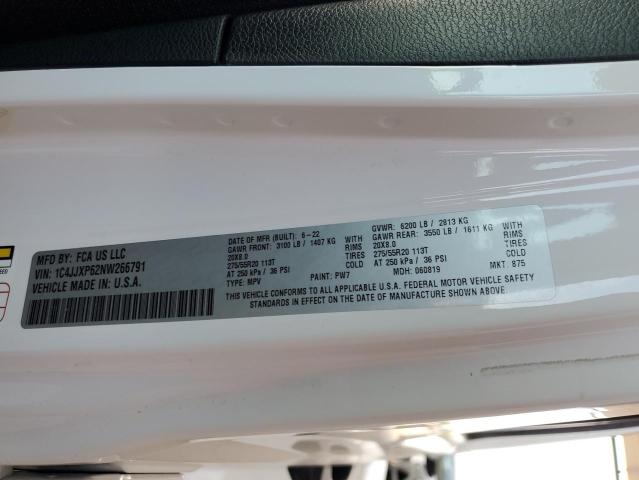 MFD BY: FCA US LLC
VIN: 1C4JJXP62NW266791
VEHICLE MADE IN: U.S.A.
DATE OF MFR (BUILT): 6-22
GAWR FRONT: 3100 LB / 1407 KG WITH
20X8.0 RIMS
275/55R20 113T TIRES
AT 250 kPa / 36 PSI COLD
TYPE: MPV PAINT: PW7
GVWR: 6200 LB / 2813 KG
GAWR REAR: 3550 LB / 1611 KG WITH
20X8.0 RIMS
275/55R20 113T TIRES
AT 250 kPa / 36 PSI COLD
MDH: 060819 MKT: 875
THIS VEHICLE CONFORMS TO ALL APPLICABLE U.S.A. FEDERAL MOTOR VEHICLE SAFETY
STANDARDS IN EFFECT ON THE DATE OF MANUFACTURE SHOWN ABOVE.